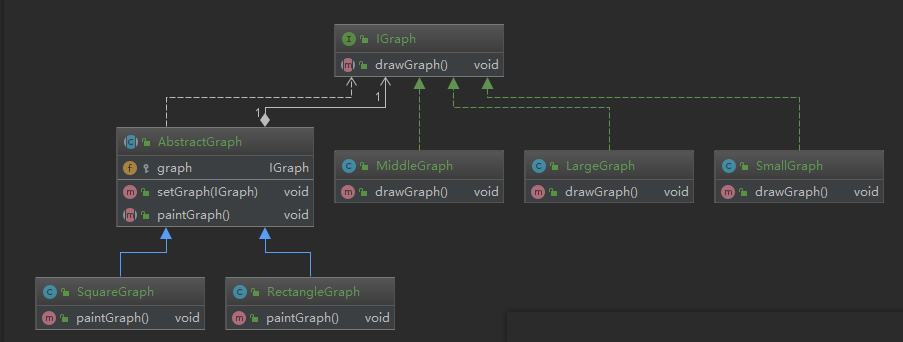 IGraph
drawGraph() void
1
1
AbstractGraph
graph IGraph
setGraph(IGraph) void
paintGraph() void
MiddleGraph
drawGraph() void
LargeGraph
drawGraph() void
SmallGraph
drawGraph() void
SquareGraph
paintGraph() void
RectangleGraph
paintGraph() void